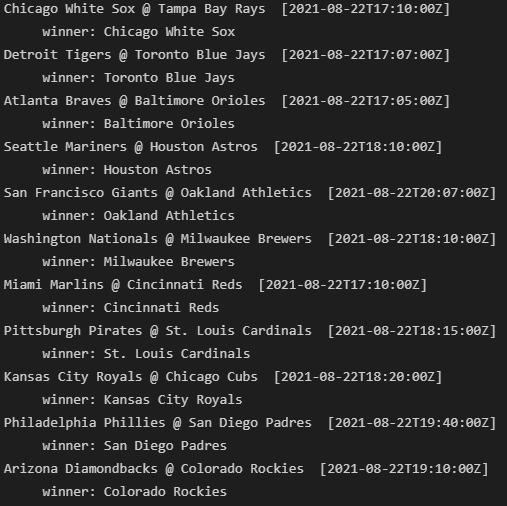 Chicago White Sox @ Tampa Bay Rays  [2021-08-22T17:10:00Z]
     winner: Chicago White Sox
Detroit Tigers @ Toronto Blue Jays  [2021-08-22T17:07:00Z]
     winner: Toronto Blue Jays
Atlanta Braves @ Baltimore Orioles  [2021-08-22T17:05:00Z]
     winner: Baltimore Orioles
Seattle Mariners @ Houston Astros  [2021-08-22T18:10:00Z]
     winner: Houston Astros
San Francisco Giants @ Oakland Athletics  [2021-08-22T20:07:00Z]
     winner: Oakland Athletics
Washington Nationals @ Milwaukee Brewers  [2021-08-22T18:10:00Z]
     winner: Milwaukee Brewers
Miami Marlins @ Cincinnati Reds  [2021-08-22T17:10:00Z]
     winner: Cincinnati Reds
Pittsburgh Pirates @ St. Louis Cardinals  [2021-08-22T18:15:00Z]
     winner: St. Louis Cardinals
Kansas City Royals @ Chicago Cubs  [2021-08-22T18:20:00Z]
     winner: Kansas City Royals
Philadelphia Phillies @ San Diego Padres  [2021-08-22T19:40:00Z]
     winner: San Diego Padres
Arizona Diamondbacks @ Colorado Rockies  [2021-08-22T19:10:00Z]
     winner: Colorado Rockies